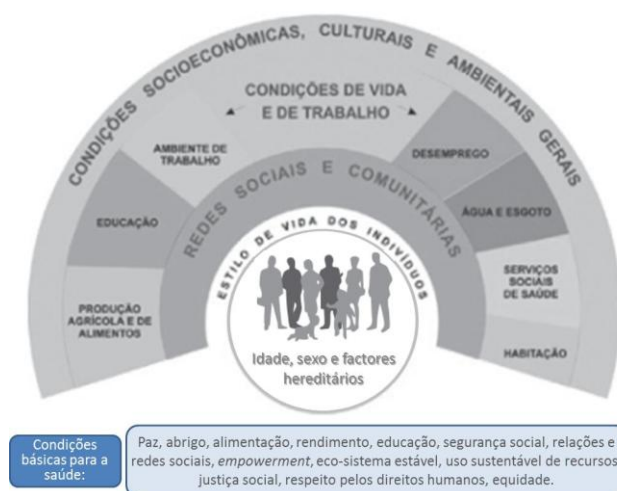 CONDIÇÕES SOCIOECONÔMICAS, CULTURAIS E AMBIENTAIS GERAIS
CONDIÇÕES DE VIDA
E DE TRABALHO
AMBIENTE DE
TRABALHO
DESEMPREGO
REDES SOCIAIS E COMUNITÁRIAS
EDUCAÇÃO
ÁGUA E ESGOTO
ESTILO DE VIDA DOS INDIVÍDUOS
PRODUÇÃO
AGRÍCOLA E DE
ALIMENTOS
SERVIÇOS
SOCIAIS
DE SAÚDE
HABITAÇÃO
Idade, sexo e factores
hereditários
Condições
básicas para a
saúde:
Paz, abrigo, alimentação, rendimento, educação, segurança social, relações e
redes sociais, empowerment, eco-sistema estável, uso sustentável de recursos,
justiça social, respeito pelos direitos humanos, equidade.